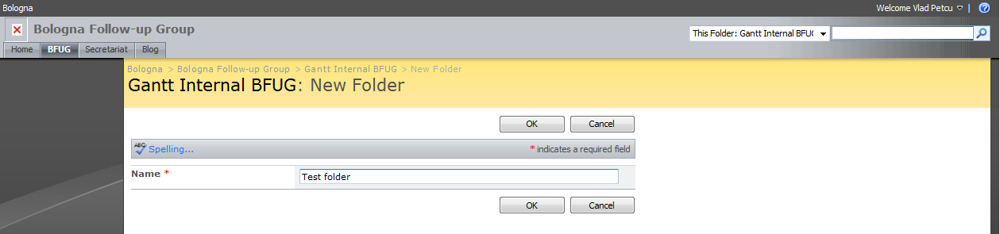 Bologna
Welcome Vlad Petcu
Bologna Follow-up Group
This Folder: Gantt Internal BFUG
Home BFUG Secretariat Blog
Bologna > Bologna Follow-up Group > Gantt Internal BFUG > New Folder
Gantt Internal BFUG: New Folder
OK Cancel
ABC Spelling... * indicates a required field
Name * Test folder
OK Cancel